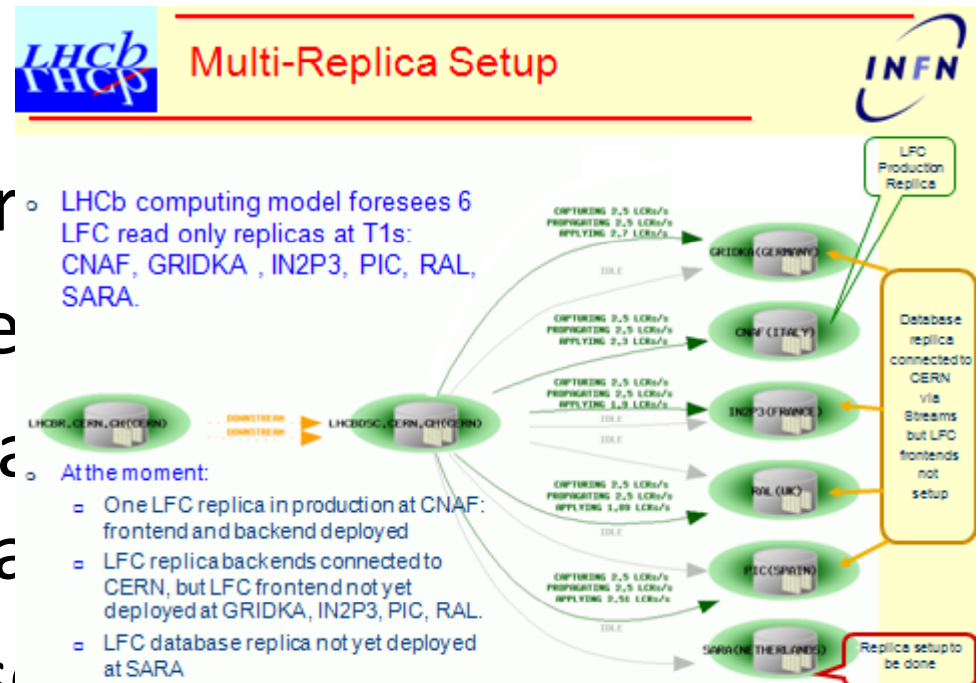 LHCb
Multi-Replica Setup
INFN
LHCb computing model foresees 6
LFC read only replicas at T1s:
CNAF, GRIDKA , IN2P3, PIC, RAL,
SARA.
At the moment:
One LFC replica in production at CNAF:
frontend and backend deployed
LFC replica backends connected to
CERN, but LFC frontend not yet
deployed at GRIDKA, IN2P3, PIC, RAL.
LFC database replica not yet deployed
at SARA
LHCBR.CERN.CH(CERN)
DOWNSTREAM
DOWNSTREAM
LHCBDSC.CERN.CH(CERN)
CAPTURING 2,5 LCRs/s
PROPAGATING 2,5 LCRs/s
APPLYING 2,7 LCRs/s
IDLE
GRIDKA(GERMANY)
CAPTURING 2,5 LCRs/s
PROPAGATING 2,5 LCRs/s
APPLYING 2,3 LCRs/s
CNAF(ITALY)
CAPTURING 2,5 LCRs/s
PROPAGATING 2,5 LCRs/s
APPLYING 1,9 LCRs/s
IDLE
IN2P3(FRANCE)
IDLE
RAL(UK)
CAPTURING 2,5 LCRs/s
PROPAGATING 2,5 LCRs/s
APPLYING 1,89 LCRs/s
IDLE
PIC(SPAIN)
CAPTURING 2,5 LCRs/s
PROPAGATING 2,5 LCRs/s
APPLYING 2,51 LCRs/s
IDLE
SARA(NETHERLANDS)
LFC
Production
Replica
Database
replica
connected to
CERN
via
Streams
but LFC
frontends
not
setup
Replica setup to
be done